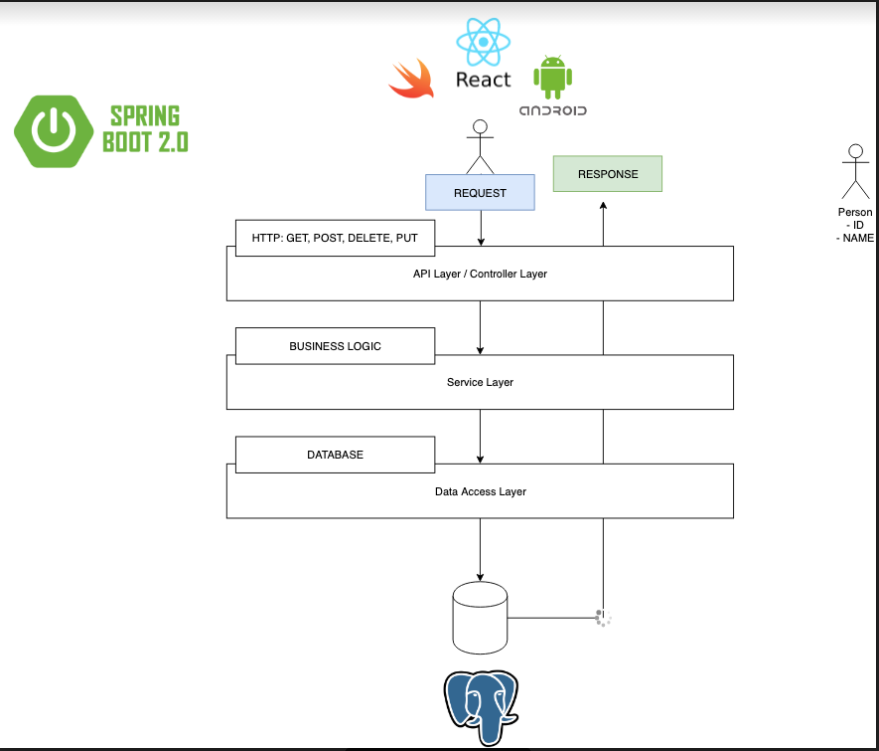 React
ANDROID
SPRING
BOOT 2.0
RESPONSE
REQUEST
Person
- ID
- NAME
HTTP: GET, POST, DELETE, PUT
API Layer / Controller Layer
BUSINESS LOGIC
Service Layer
DATABASE
Data Access Layer